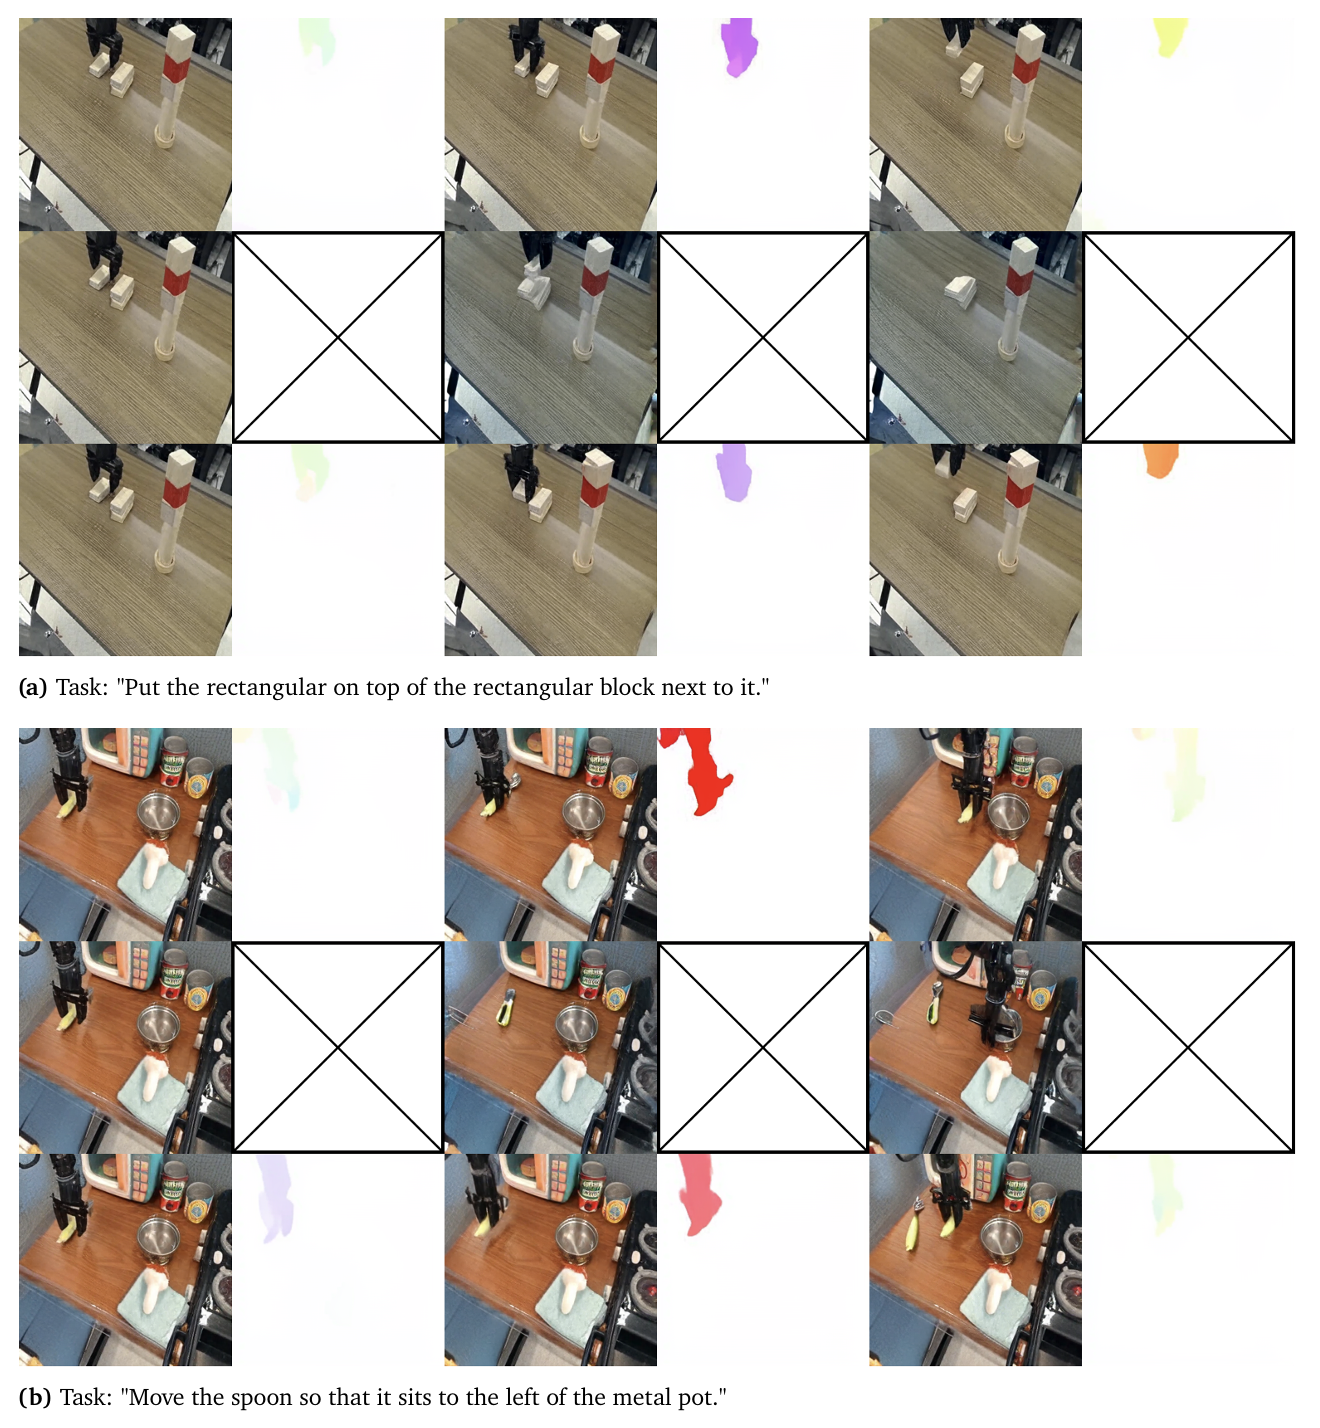 (a) Task: "Put the rectangular on top of the rectangular block next to it."
(b) Task: "Move the spoon so that it sits to the left of the metal pot."